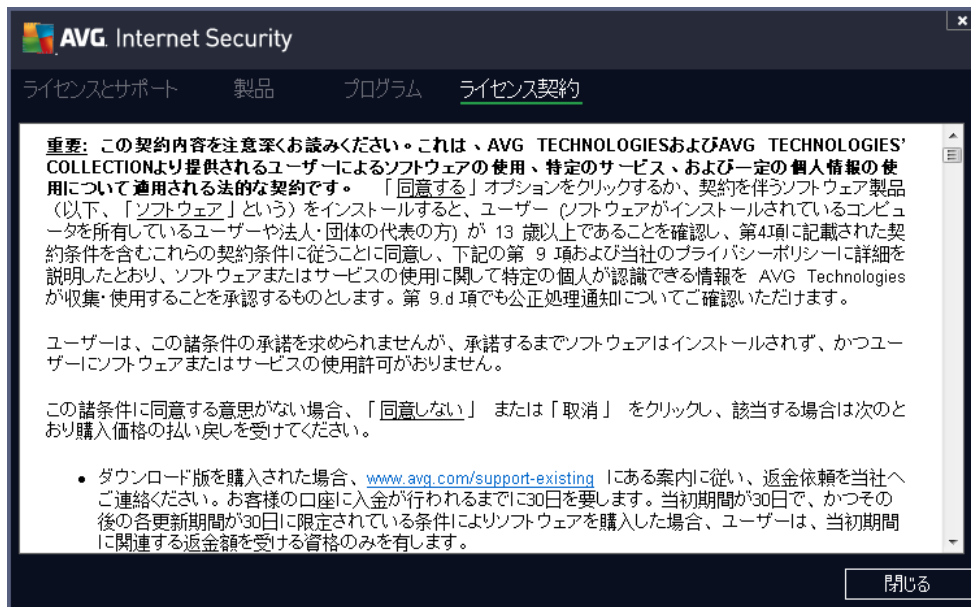 AVG. Internet Security
ライセンスとサポート 製品 プログラム ライセンス契約
重要: この契約内容を注意深くお読みください。これは、AVG TECHNOLOGIESおよびAVG TECHNOLOGIES'
COLLECTIONより提供されるユーザーによるソフトウェアの使用、特定のサービス、および一定の個人情報の使
用について適用される法的な契約です。 「同意する」オプションをクリックするか、契約を伴うソフトウェア製品
(以下、「ソフトウェア」という) をインストールすると、ユーザー (ソフトウェアがインストールされているコンピュ
ータを所有しているユーザーや法人・団体の代表の方) が 13 歳以上であることを確認し、第4項に記載された契
約条件を含むこれらの契約条件に従うことに同意し、下記の第 9 項および当社のプライバシーポリシーに詳細を
説明したとおり、ソフトウェアまたはサービスの使用に関して特定の個人が認識できる情報を AVG Technologies
が収集・使用することを承認するものとします。第 9.d 項でも公正処理通知についてご確認いただけます。
ユーザーは、この諸条件の承諾を求められませんが、承諾するまでソフトウェアはインストールされず、かつユー
ザーにソフトウェアまたはサービスの使用許可がおりません。
この諸条件に同意する意思がない場合、「同意しない」 または「取消」 をクリックし、該当する場合は次のと
おり購入価格の払い戻しを受けてください。
• ダウンロード版を購入された場合、www.avg.com/support-existing にある案内に従い、返金依頼を当社へ
ご連絡ください。お客様の口座に入金が行われるまでに30日を要します。当初期間が30日で、かつその
後の各更新期間が30日に限定されている条件によりソフトウェアを購入した場合、ユーザーは、当初期間
に関連する返金額を受ける資格のみを有します。
閉じる